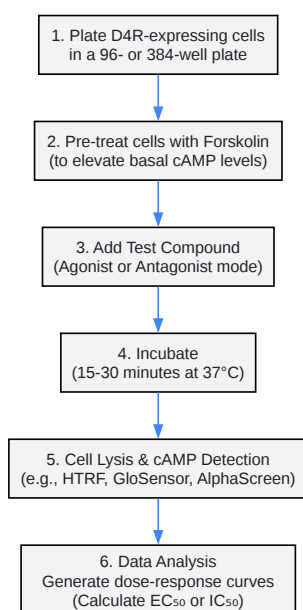 1. Plate D4R-expressing cells
in a 96- or 384-well plate
2. Pre-treat cells with Forskolin
(to elevate basal cAMP levels)
3. Add Test Compound
(Agonist or Antagonist mode)
4. Incubate
(15-30 minutes at 37°C)
5. Cell Lysis & cAMP Detection
(e.g., HTRF, GloSensor, AlphaScreen)
6. Data Analysis
Generate dose-response curves
(Calculate EC₅₀ or IC₅₀)